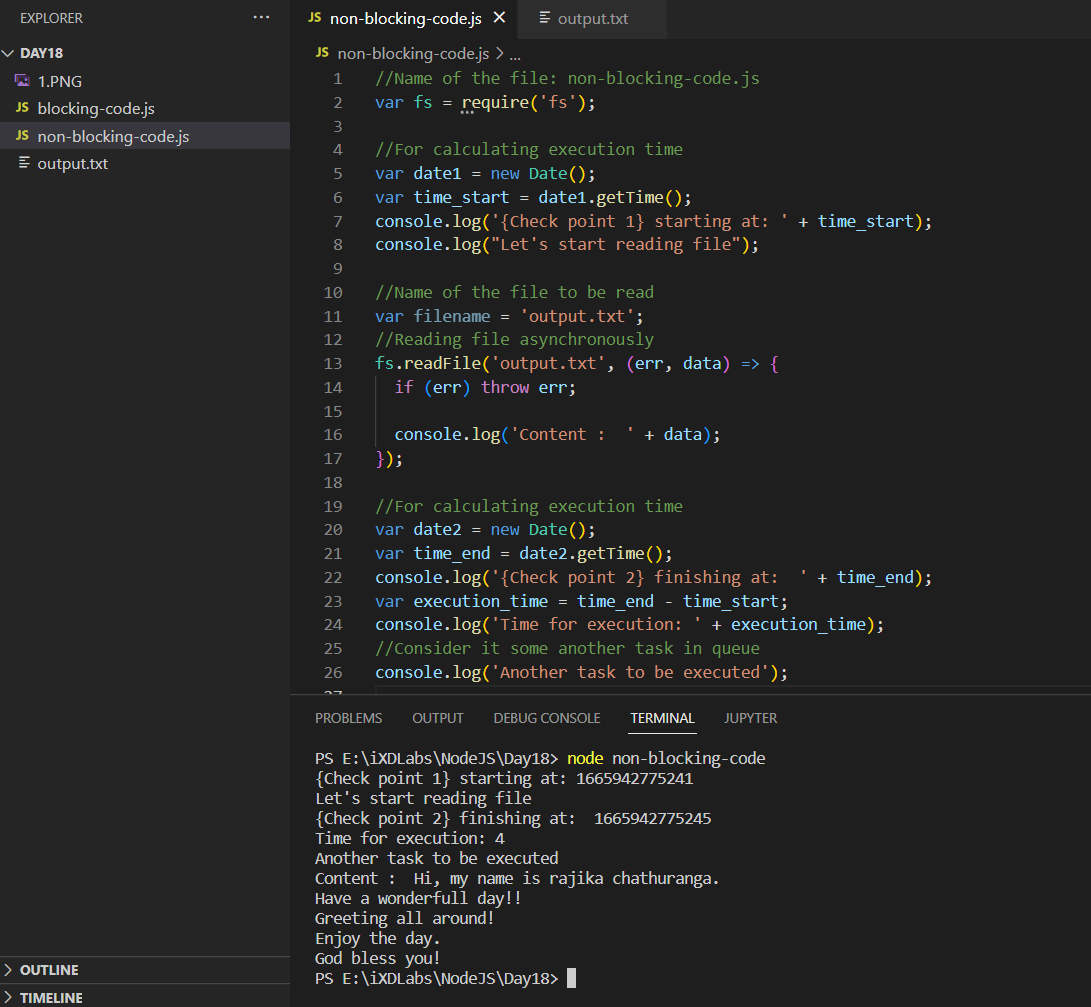 EXPLORER
...
DAY18
1.PNG
JS blocking-code.js
JS non-blocking-code.js
output.txt
OUTLINE
TIMELINE
JS non-blocking-code.js ×
output.txt
JS non-blocking-code.js > ...
1 //Name of the file: non-blocking-code.js
2 var fs = require('fs');
3
4 //For calculating execution time
5 var date1 = new Date();
6 var time_start = date1.getTime();
7 console.log('{Check point 1} starting at: ' + time_start);
8 console.log("Let's start reading file");
9
10 //Name of the file to be read
11 var filename = 'output.txt';
12 //Reading file asynchronously
13 fs.readFile('output.txt', (err, data) => {
14 if (err) throw err;
15
16 console.log('Content :  ' + data);
17 });
18
19 //For calculating execution time
20 var date2 = new Date();
21 var time_end = date2.getTime();
22 console.log('{Check point 2} finishing at:  ' + time_end);
23 var execution_time = time_end - time_start;
24 console.log('Time for execution: ' + execution_time);
25 //Consider it some another task in queue
26 console.log('Another task to be executed');
27
PROBLEMS OUTPUT DEBUG CONSOLE TERMINAL JUPYTER
PS E:\iXDLabs\NodeJS\Day18> node non-blocking-code
{Check point 1} starting at: 1665942775241
Let's start reading file
{Check point 2} finishing at:  1665942775245
Time for execution: 4
Another task to be executed
Content :  Hi, my name is rajika chathuranga.
Have a wonderfull day!!
Greeting all around!
Enjoy the day.
God bless you!
PS E:\iXDLabs\NodeJS\Day18>